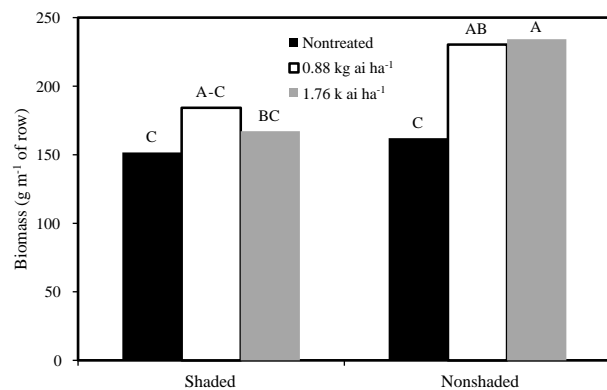 250
200
150
100
50
0
Biomass (g m⁻¹ of row)
Nontreated
0.88 kg ai ha⁻¹
1.76 k ai ha⁻¹
C
A-C
BC
C
AB
A
Shaded
Nonshaded